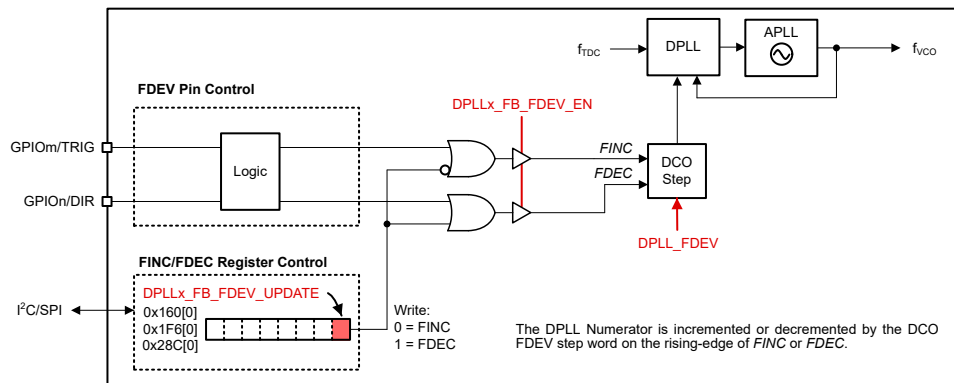 FDEV Pin Control
GPIOm/TRIG
GPIOn/DIR
Logic
DPLLx_FB_FDEV_EN
FINC
FDEC
DCO
Step
DPLL_FDEV
fTDC
DPLL
APLL
fVCO
FINC/FDEC Register Control
I2C/SPI
DPLLx_FB_FDEV_UPDATE
0x160[0]
0x1F6[0]
0x28C[0]
Write:
0 = FINC
1 = FDEC
The DPLL Numerator is incremented or decremented by the DCO
FDEV step word on the rising-edge of FINC or FDEC.